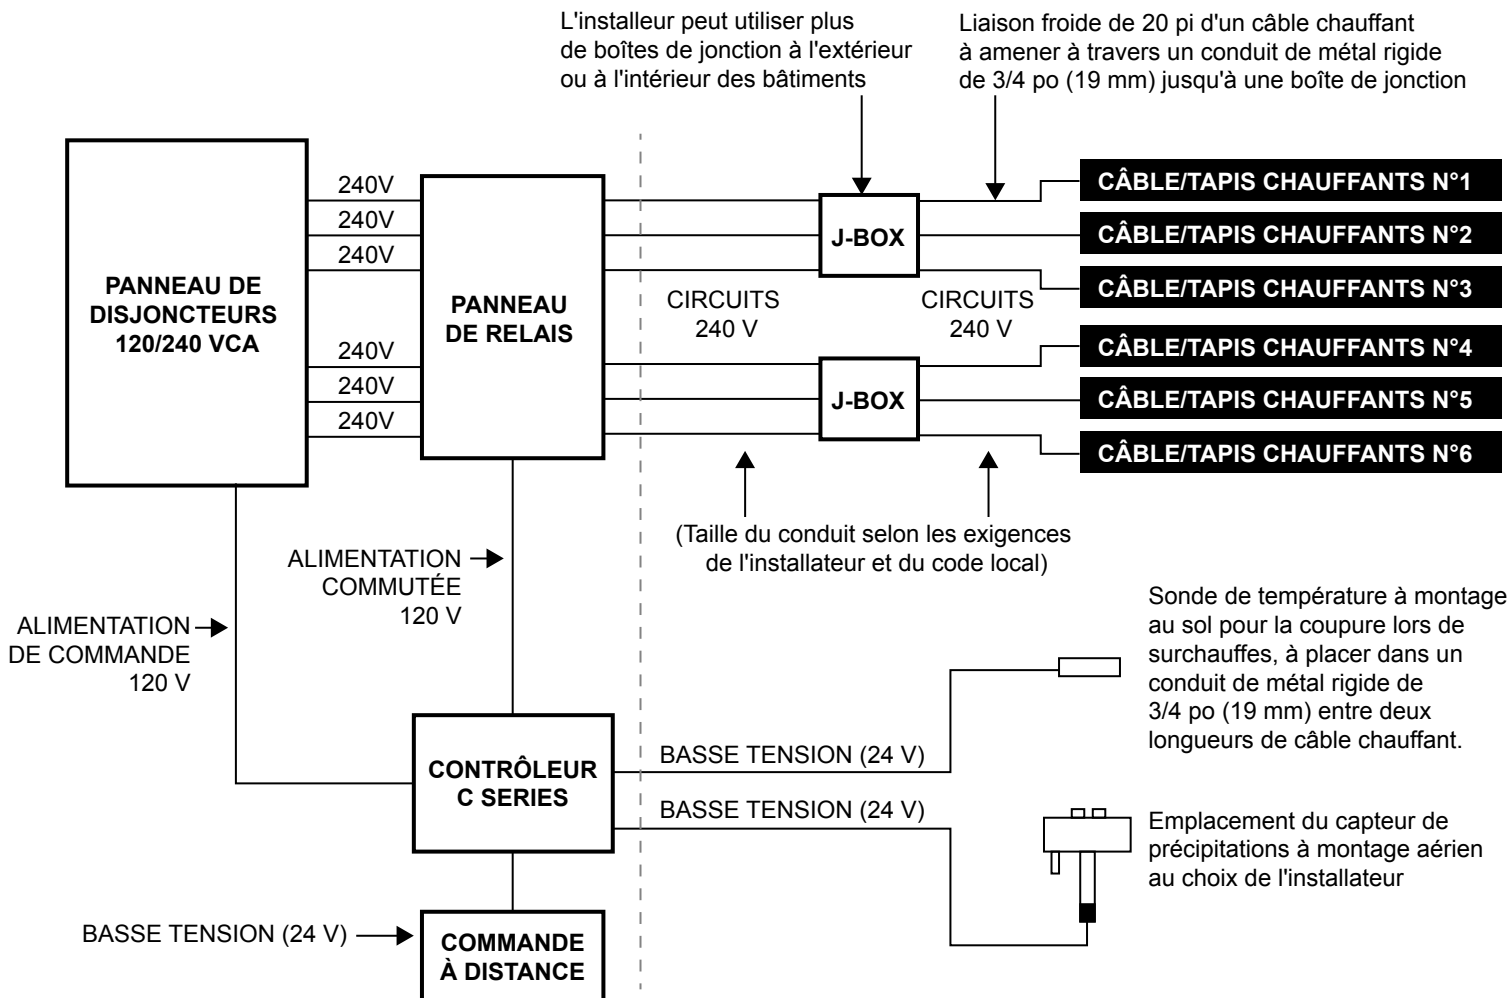 L'installeur peut utiliser plus
de boîtes de jonction à l'extérieur
ou à l'intérieur des bâtiments
Liaison froide de 20 pi d'un câble chauffant
à amener à travers un conduit de métal rigide
de 3/4 po (19 mm) jusqu'à une boîte de jonction
PANNEAU DE
DISJONCTEURS
120/240 VCA
240V
240V
240V
240V
240V
240V
PANNEAU
DE RELAIS
CIRCUITS
240 V
J-BOX
J-BOX
CIRCUITS
240 V
CÂBLE/TAPIS CHAUFFANTS N°1
CÂBLE/TAPIS CHAUFFANTS N°2
CÂBLE/TAPIS CHAUFFANTS N°3
CÂBLE/TAPIS CHAUFFANTS N°4
CÂBLE/TAPIS CHAUFFANTS N°5
CÂBLE/TAPIS CHAUFFANTS N°6
(Taille du conduit selon les exigences
de l'installateur et du code local)
ALIMENTATION
COMMUTÉE
120 V
ALIMENTATION
DE COMMANDE
120 V
Sonde de température à montage
au sol pour la coupure lors de
surchauffes, à placer dans un
conduit de métal rigide de
3/4 po (19 mm) entre deux
longueurs de câble chauffant.
CONTRÔLEUR
C SERIES
BASSE TENSION (24 V)
BASSE TENSION (24 V)
Emplacement du capteur de
précipitations à montage aérien
au choix de l'installateur
BASSE TENSION (24 V)
COMMANDE
À DISTANCE